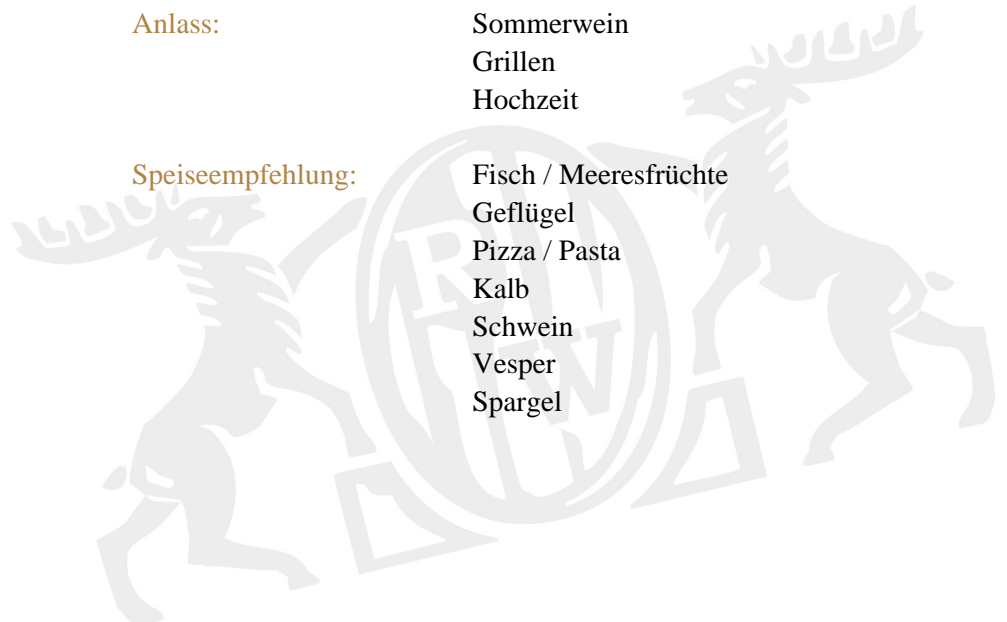 Anlass: Sommerwein
Grillen
Hochzeit
Speiseempfehlung: Fisch / Meeresfrüchte
Geflügel
Pizza / Pasta
Kalb
Schwein
Vesper
Spargel
R
W